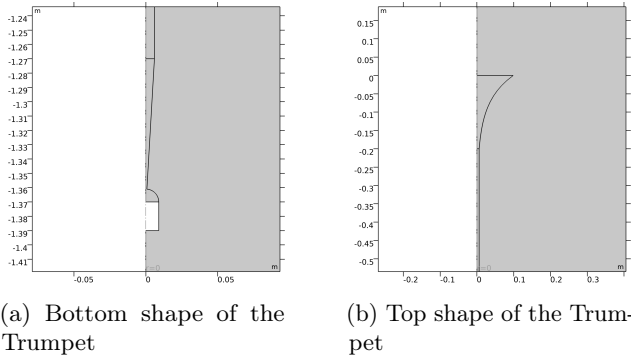 m
-1.24
-1.25
-1.26
-1.27
-1.28
-1.29
-1.3
-1.31
-1.32
-1.33
-1.34
-1.35
-1.36
-1.37
-1.38
-1.39
-1.4
-1.41
r=0
m
-0.05 0 0.05
m
0.15
0.1
0.05
0
-0.05
-0.1
-0.15
-0.2
-0.25
-0.3
-0.35
-0.4
-0.45
-0.5
r=0
m
-0.2 -0.1 0 0.1 0.2 0.3
(a) Bottom shape of the
Trumpet
(b) Top shape of the Trum-
pet